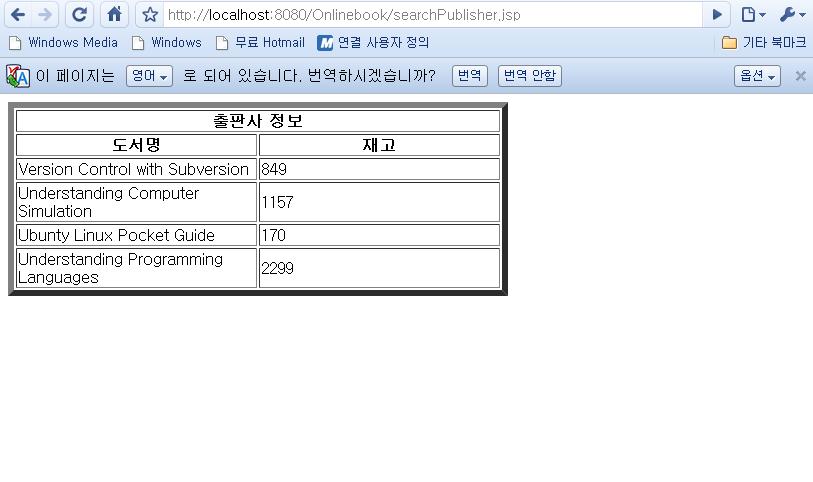 http://localhost:8080/Onlinebook/searchPublisher.jsp
Windows Media Windows 무료 Hotmail 연결 사용자 정의 기타 북마크
이 페이지는 영어 로 되어 있습니다. 번역하시겠습니까? 번역 번역 안함 옵션
출판사 정보
도서명 재고
Version Control with Subversion 849
Understanding Computer
Simulation 1157
Ubunty Linux Pocket Guide 170
Understanding Programming
Languages 2299